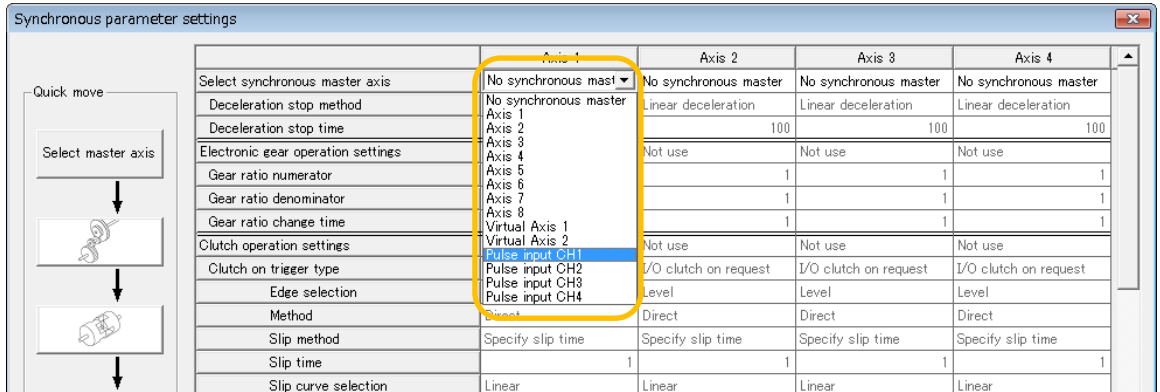 Synchronous parameter settings
Axis 1 Axis 2 Axis 3 Axis 4
Quick move
Select master axis
Select synchronous master axis No synchronous mast No synchronous master No synchronous master No synchronous master
Deceleration stop method Linear deceleration Linear deceleration Linear deceleration
Deceleration stop time 100 100 100
Electronic gear operation settings Not use Not use Not use
Gear ratio numerator 1 1 1
Gear ratio denominator 1 1 1
Gear ratio change time 1 1 1
Clutch operation settings Not use Not use Not use
Clutch on trigger type I/O clutch on request I/O clutch on request I/O clutch on request
Edge selection Level Level Level
Method Direct Direct Direct Direct
Slip method Specify slip time Specify slip time Specify slip time Specify slip time
Slip time 1 1 1 1
Slip curve selection Linear Linear Linear Linear
No synchronous master
Axis 1
Axis 2
Axis 3
Axis 4
Axis 5
Axis 6
Axis 7
Axis 8
Virtual Axis 1
Virtual Axis 2
Pulse input CH1
Pulse input CH2
Pulse input CH3
Pulse input CH4